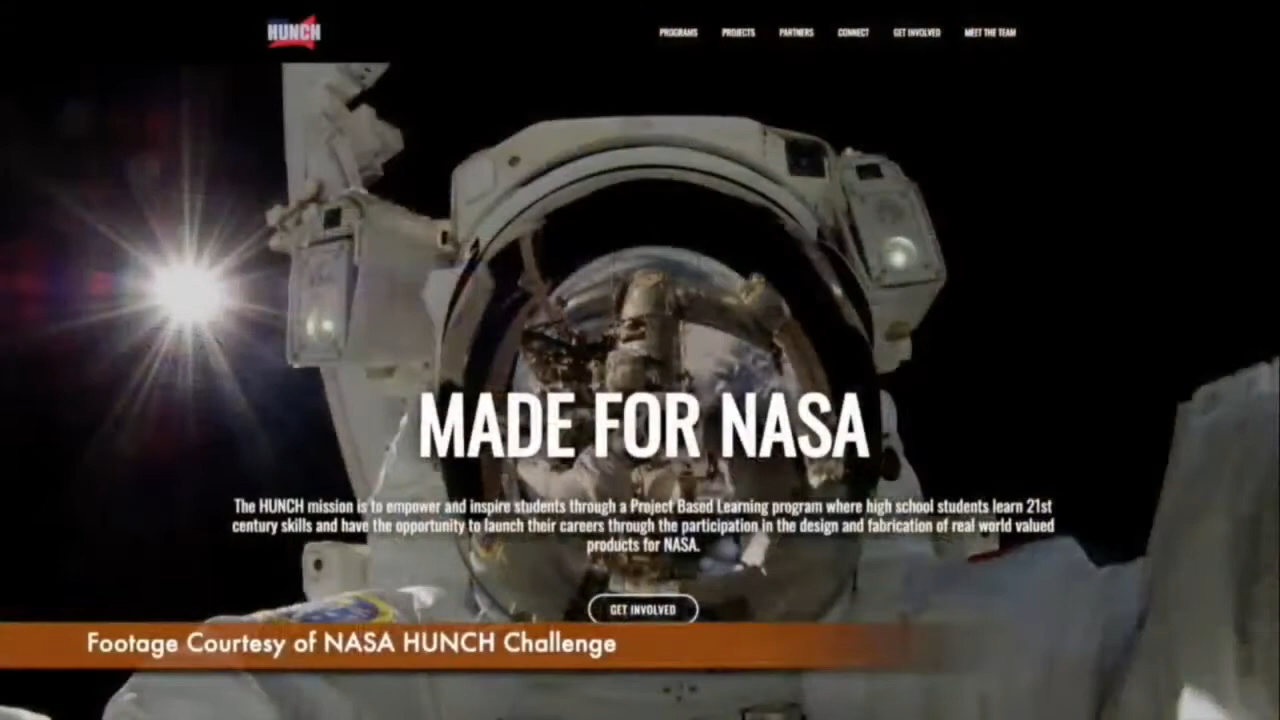 HUNCH
PROGRAMS PROJECTS PARTNERS CONNECT GET INVOLVED MEET THE TEAM
MADE FOR NASA
The HUNCH mission is to empower and inspire students through a Project Based Learning program where high school students learn 21st
century skills and have the opportunity to launch their careers through the participation in the design and fabrication of real world valued
products for NASA.
GET INVOLVED
Footage Courtesy of NASA HUNCH Challenge